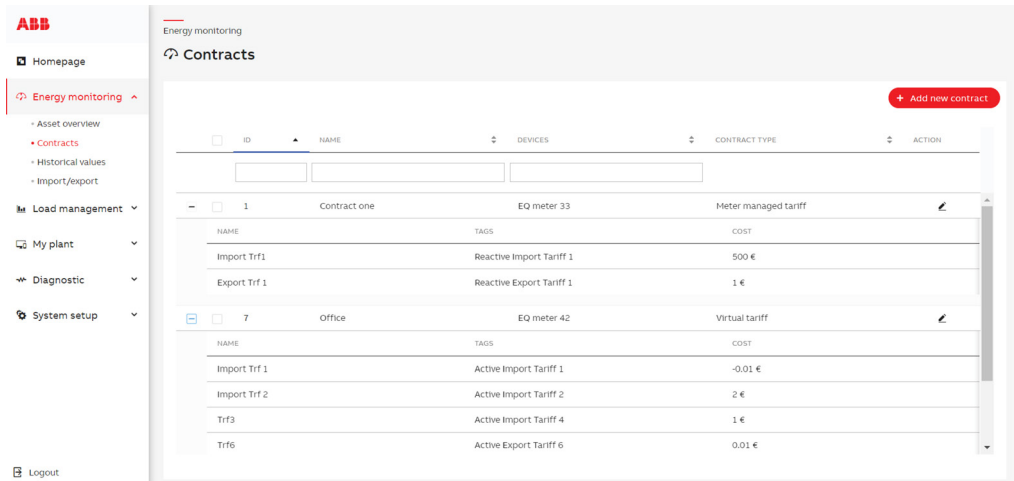 ABB
Homepage
Energy monitoring
Asset overview
Contracts
Historical values
Import/export
Load management
My plant
Diagnostic
System setup
Logout
Energy monitoring
Contracts
+ Add new contract
ID NAME DEVICES CONTRACT TYPE ACTION
1 Contract one EQ meter 33 Meter managed tariff
NAME TAGS COST
Import Trf1 Reactive Import Tariff 1 500 €
Export Trf 1 Reactive Export Tariff 1 1 €
7 Office EQ meter 42 Virtual tariff
NAME TAGS COST
Import Trf 1 Active Import Tariff 1 -0.01 €
Import Trf 2 Active Import Tariff 2 2 €
Trf3 Active Import Tariff 4 1 €
Trf6 Active Export Tariff 6 0.01 €